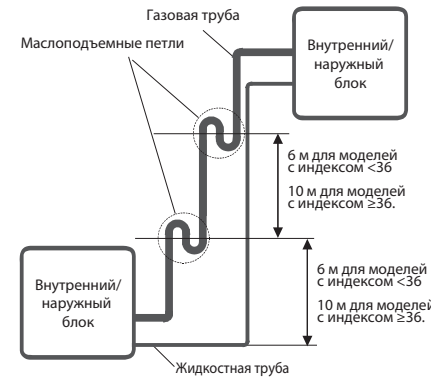 Газовая труба
Маслоподъемные петли
Внутренний/
наружный
блок
6 м для моделей
с индексом <36
10 м для моделей
с индексом ≥36.
Внутренний/
наружный
блок
6 м для моделей
с индексом <36
10 м для моделей
с индексом ≥36.
Жидкостная труба